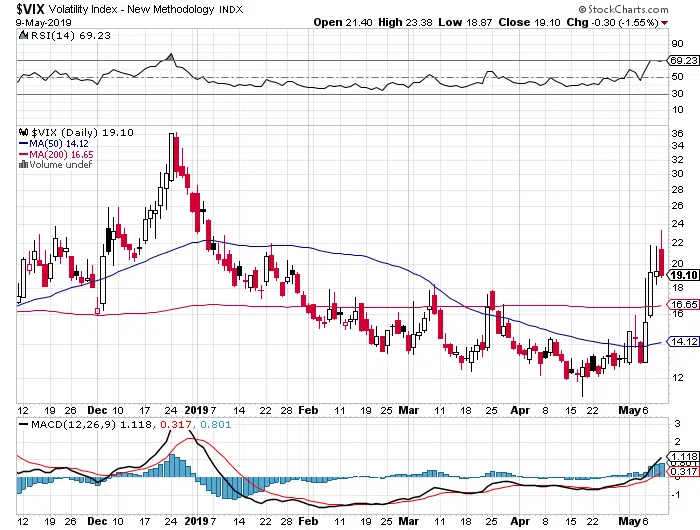 $VIX Volatility Index - New Methodology INDX © StockCharts.com
9-May-2019 Open 21.40 High 23.38 Low 18.87 Close 19.10 Chg -0.30 (-1.55%)
RSI(14) 69.23
90
69.23
50
30
10
$VIX (Daily) 19.10
MA(50) 14.12
MA(200) 16.65
Volume undef
36
34
32
30
28
26
24
22
20
19.10
18
16.65
16
14.12
12
12 19 26 Dec 10 17 24 2019 7 14 22 28 Feb 11 19 25 Mar 11 18 25 Apr 8 15 22 May 6
MACD(12,26,9) 1.118, 0.317, 0.801
3
2
1.118
0.801
0.317
-1
12 19 26 Dec 10 17 24 2019 7 14 22 28 Feb 11 19 25 Mar 11 18 25 Apr 8 15 22 May 6